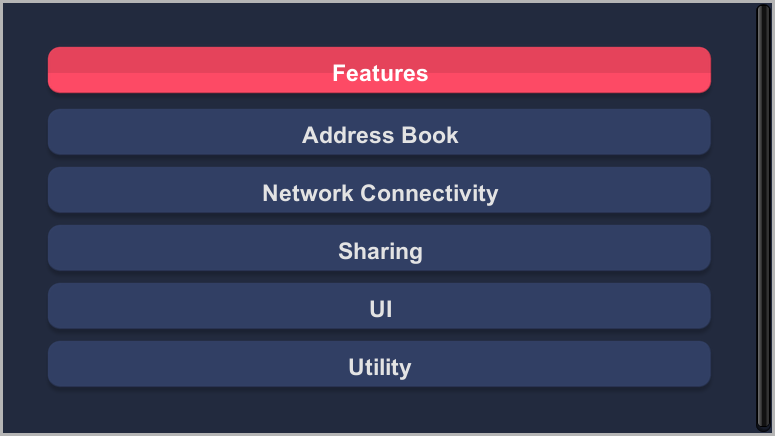 Features
Address Book
Network Connectivity
Sharing
UI
Utility